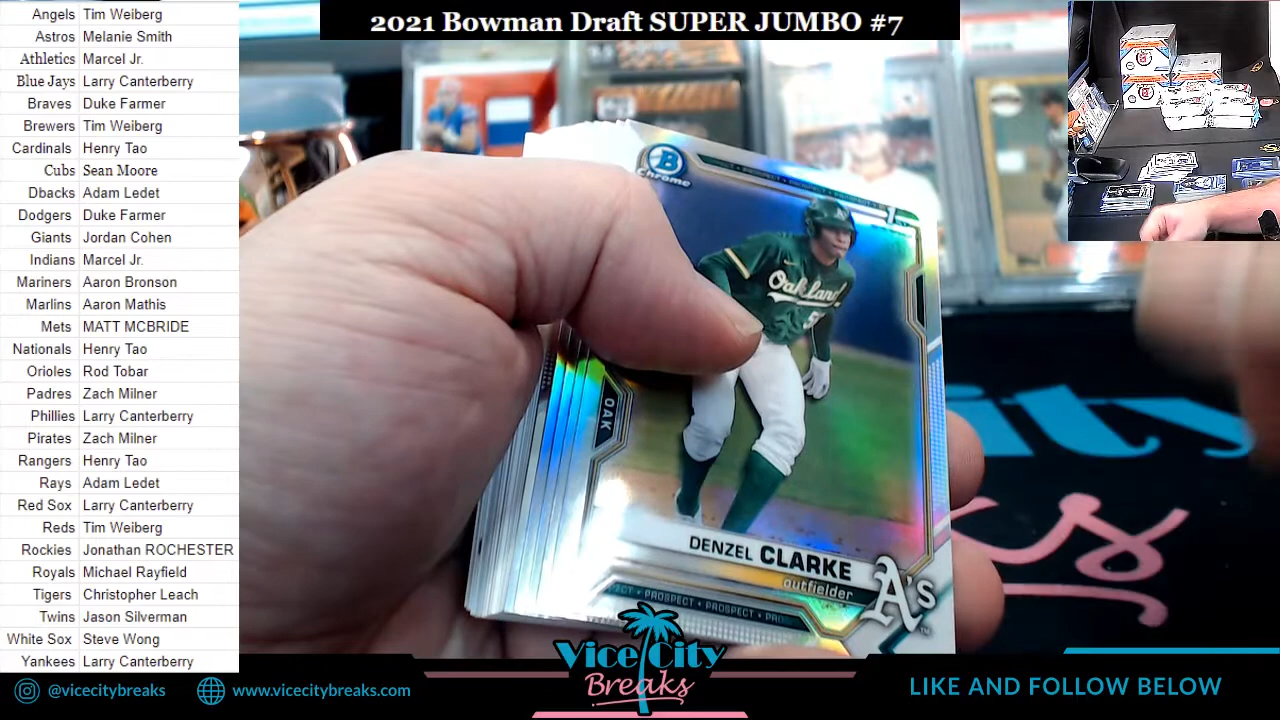 2021 Bowman Draft SUPER JUMBO #7
Angels Tim Weiberg
Astros Melanie Smith
Athletics Marcel Jr.
Blue Jays Larry Canterberry
Braves Duke Farmer
Brewers Tim Weiberg
Cardinals Henry Tao
Cubs Sean Moore
Dbacks Adam Ledet
Dodgers Duke Farmer
Giants Jordan Cohen
Indians Marcel Jr.
Mariners Aaron Bronson
Marlins Aaron Mathis
Mets MATT MCBRIDE
Nationals Henry Tao
Orioles Rod Tobar
Padres Zach Milner
Phillies Larry Canterberry
Pirates Zach Milner
Rangers Henry Tao
Rays Adam Ledet
Red Sox Larry Canterberry
Reds Tim Weiberg
Rockies Jonathan ROCHESTER
Royals Michael Rayfield
Tigers Christopher Leach
Twins Jason Silverman
White Sox Steve Wong
Yankees Larry Canterberry
B
Chrome
1
Oakland
5
OAK
DENZEL CLARKE
outfielder
A's
PROSPECT • PROSPECT
city
@vicecitybreaks
www.vicecitybreaks.com
Vice City
Breaks
LIKE AND FOLLOW BELOW